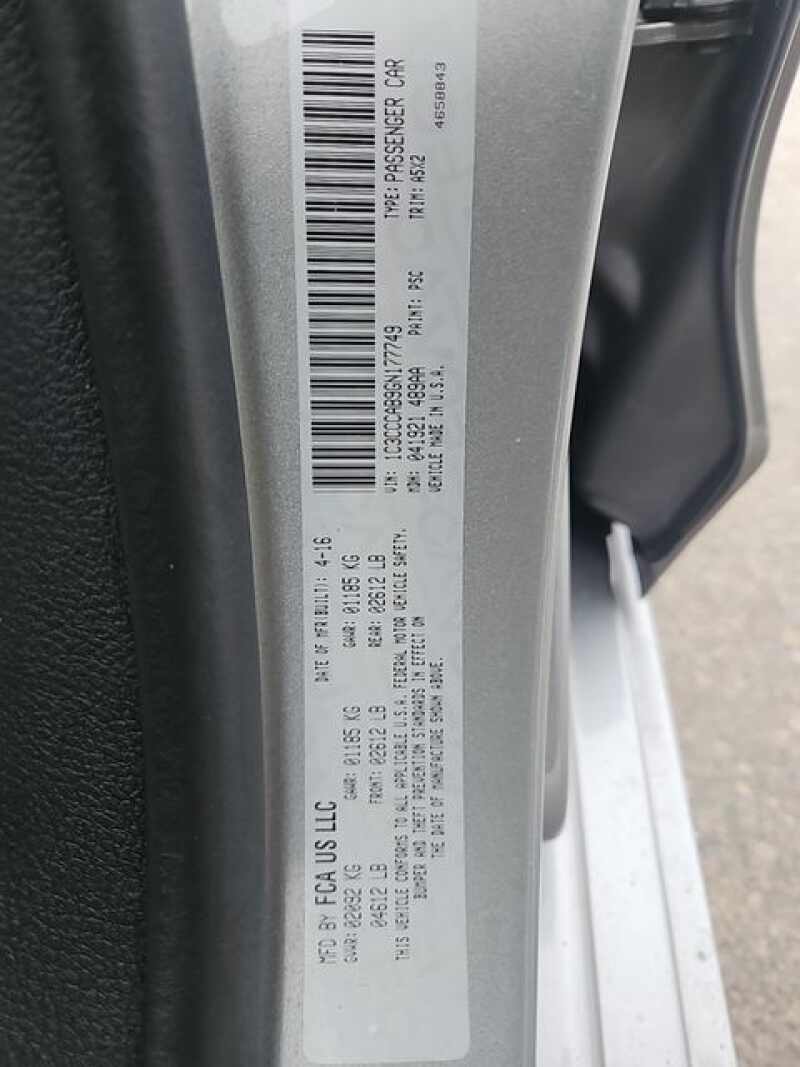 MFD BY FCA US LLC
DATE OF MFR(BUILT): 4-16
GVWR: 02092 KG
GAWR: 01185 KG
GAWR: 01185 KG
04612 LB
FRONT: 02612 LB
REAR: 02612 LB
THIS VEHICLE CONFORMS TO ALL APPLICABLE U.S.A. FEDERAL MOTOR VEHICLE SAFETY,
BUMPER AND THEFT PREVENTION STANDARDS IN EFFECT ON
THE DATE OF MANUFACTURE SHOWN ABOVE.
VIN: 1C3CCCAB9GN177749
TYPE: PASSENGER CAR
MDH: 041921 489AA
PAINT: PSC
TRIM: A5X2
VEHICLE MADE IN U.S.A.
4658843